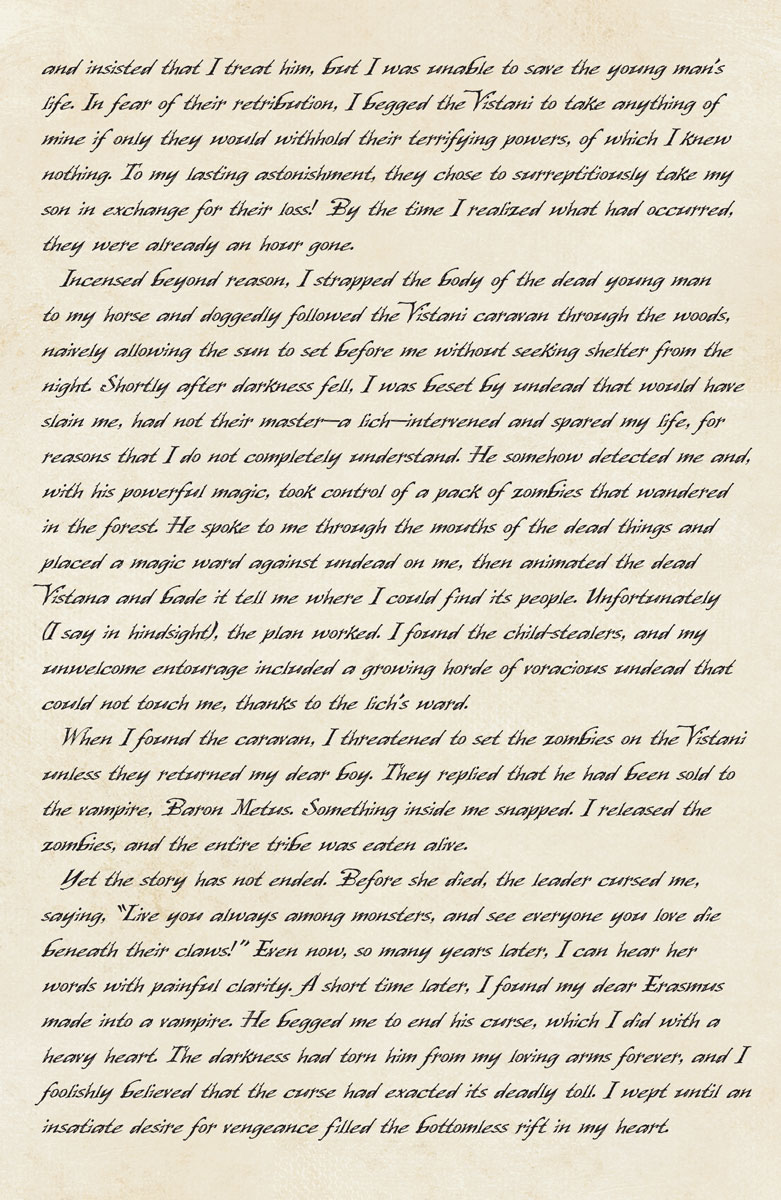 and insisted that I treat him, but I was unable to save the young man's
life. In fear of their retribution, I begged the Vistani to take anything of
mine if only they would withhold their terrifying powers, of which I knew
nothing. To my lasting astonishment, they chose to surreptitiously take my
son in exchange for their loss! By the time I realized what had occurred,
they were already an hour gone.
Incensed beyond reason, I strapped the body of the dead young man
to my horse and doggedly followed the Vistani caravan through the woods,
naively allowing the sun to set before me without seeking shelter from the
night. Shortly after darkness fell, I was beset by undead that would have
slain me, had not their master—a lich—intervened and spared my life, for
reasons that I do not completely understand. He somehow detected me and,
with his powerful magic, took control of a pack of zombies that wandered
in the forest. He spoke to me through the mouths of the dead things and
placed a magic ward against undead on me, then animated the dead
Vistana and bade it tell me where I could find its people. Unfortunately
(I say in hindsight), the plan worked. I found the child-stealers, and my
unwelcome entourage included a growing horde of voracious undead that
could not touch me, thanks to the lich's ward.
When I found the caravan, I threatened to set the zombies on the Vistani
unless they returned my dear boy. They replied that he had been sold to
the vampire, Baron Metus. Something inside me snapped. I released the
zombies, and the entire tribe was eaten alive.
Yet the story has not ended. Before she died, the leader cursed me,
saying, “Live you always among monsters, and see everyone you love die
beneath their claws!” Even now, so many years later, I can hear her
words with painful clarity. A short time later, I found my dear Erasmus
made into a vampire. He begged me to end his curse, which I did with a
heavy heart. The darkness had torn him from my loving arms forever, and I
foolishly believed that the curse had exacted its deadly toll. I wept until an
insatiate desire for vengeance filled the bottomless rift in my heart.